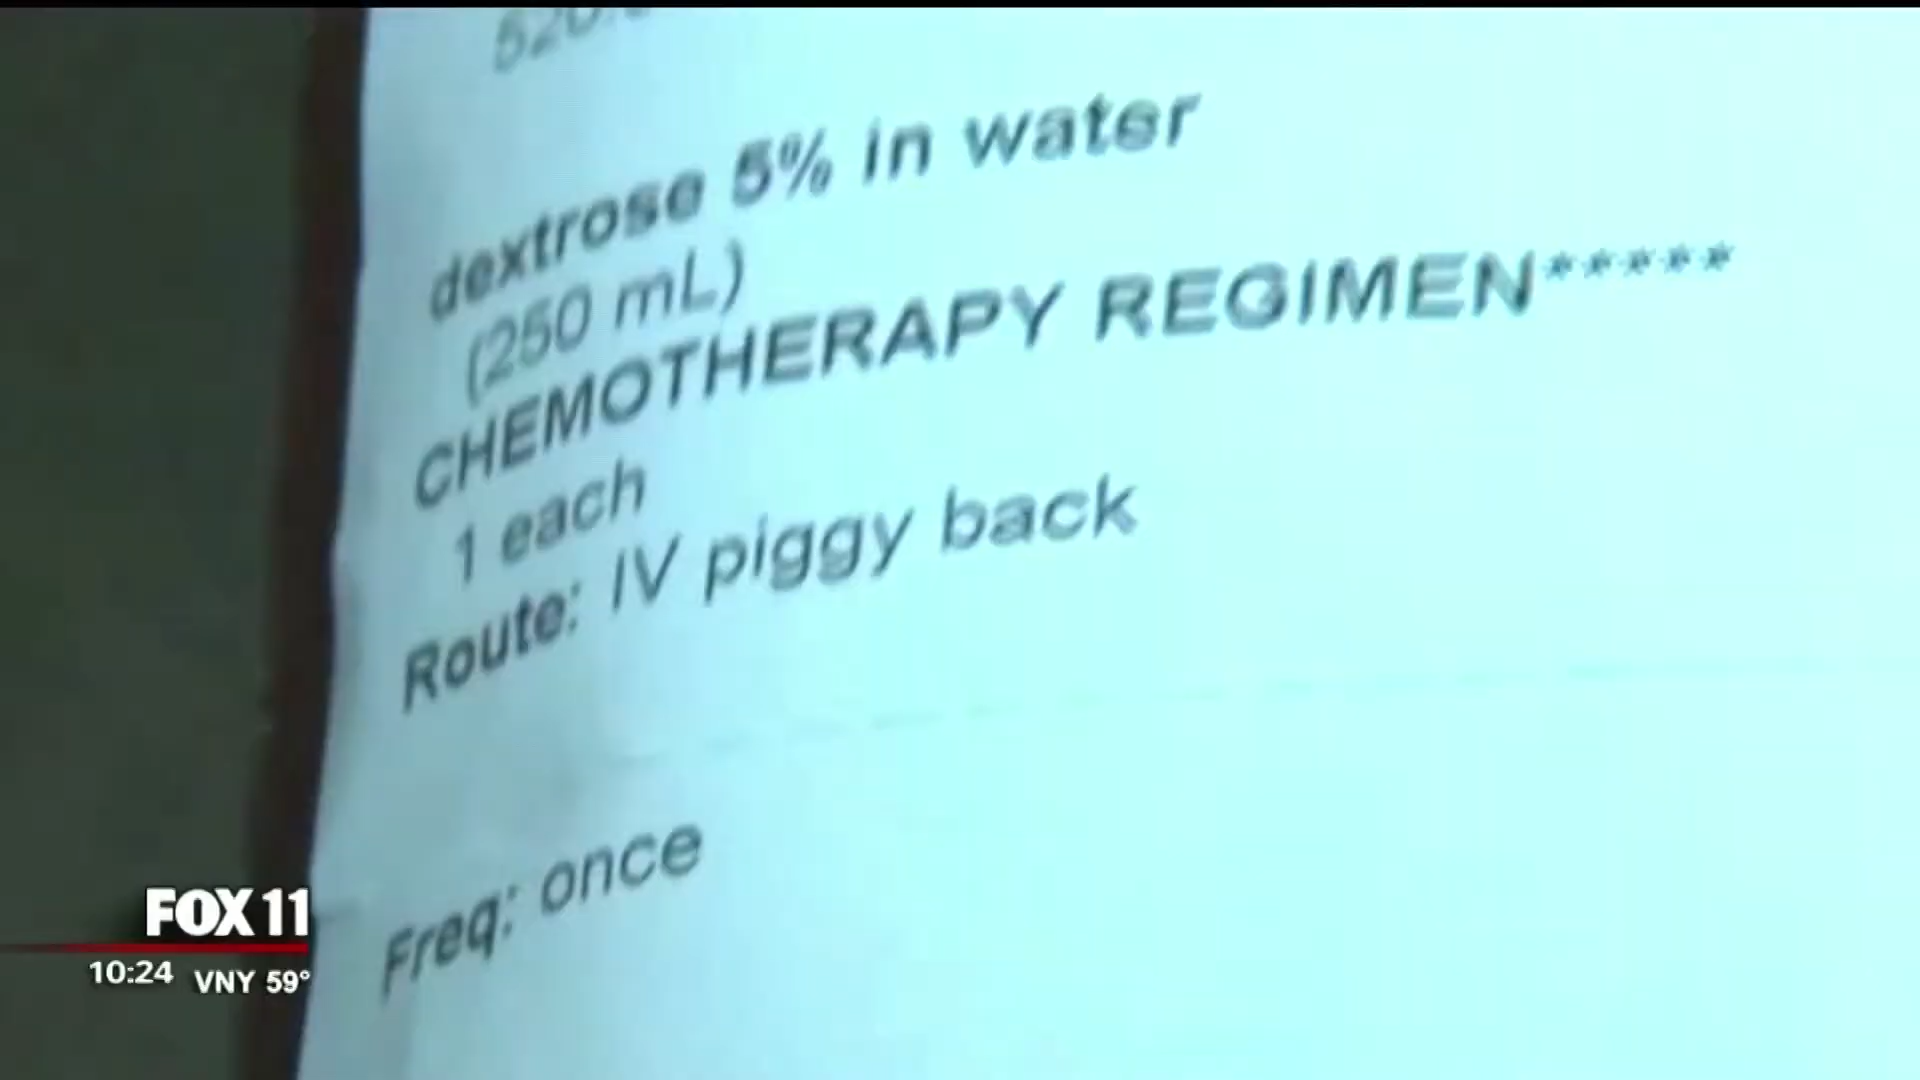 dextrose 5% in water
(250 mL)
CHEMOTHERAPY REGIMEN*****
1 each
Route: IV piggy back
Freq: once
FOX 11
10:24 VNY 59°